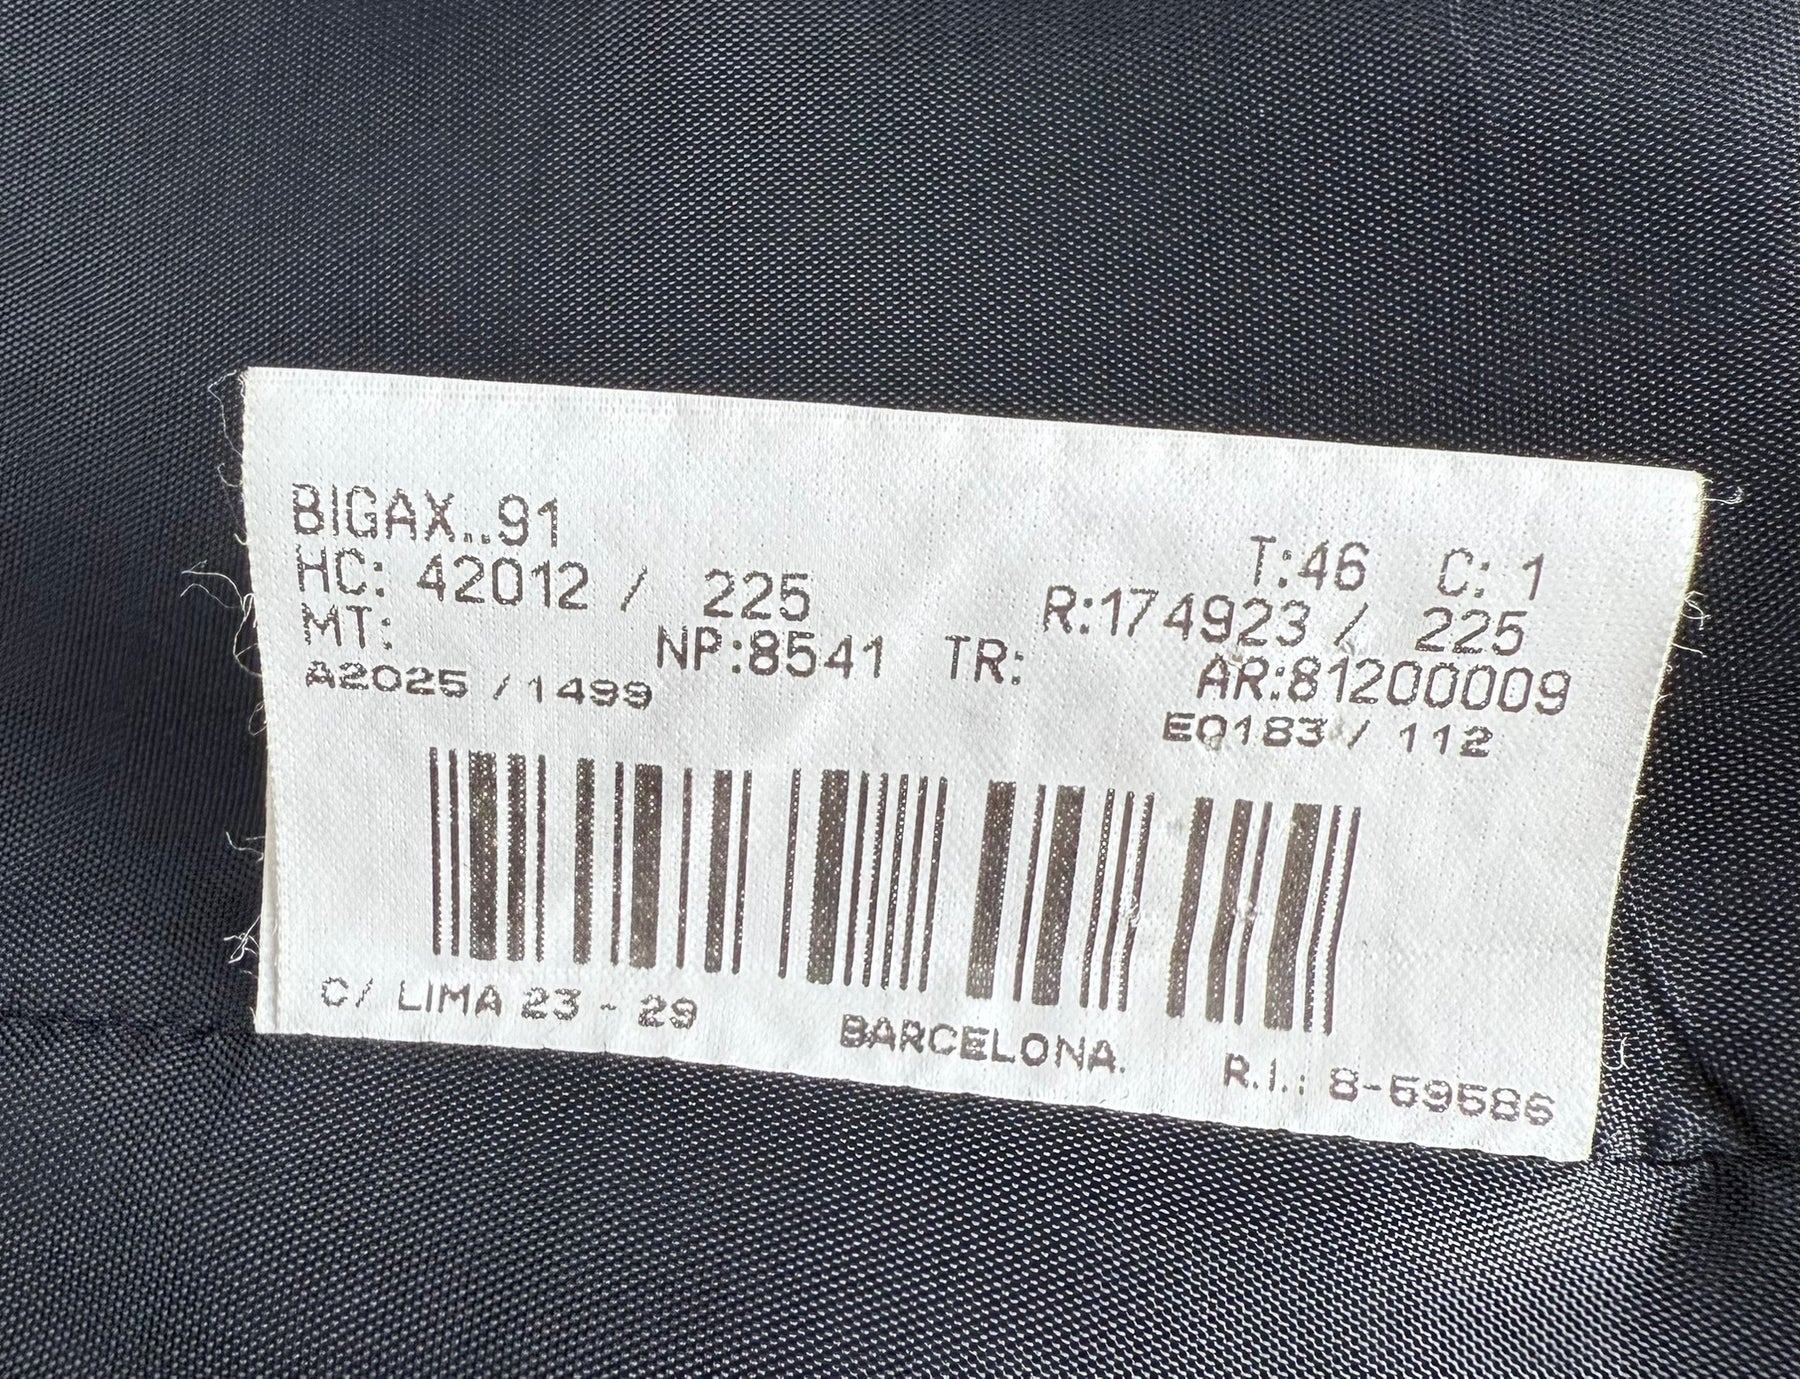 BIGAX..91
T:46 C: 1
HC: 42012 / 225
R:174923 / 225
MT: NP:8541 TR: AR:81200009
A2025 /1499 E0183 / 112
C/ LIMA 23 - 29 BARCELONA. R.I.: 8-59586